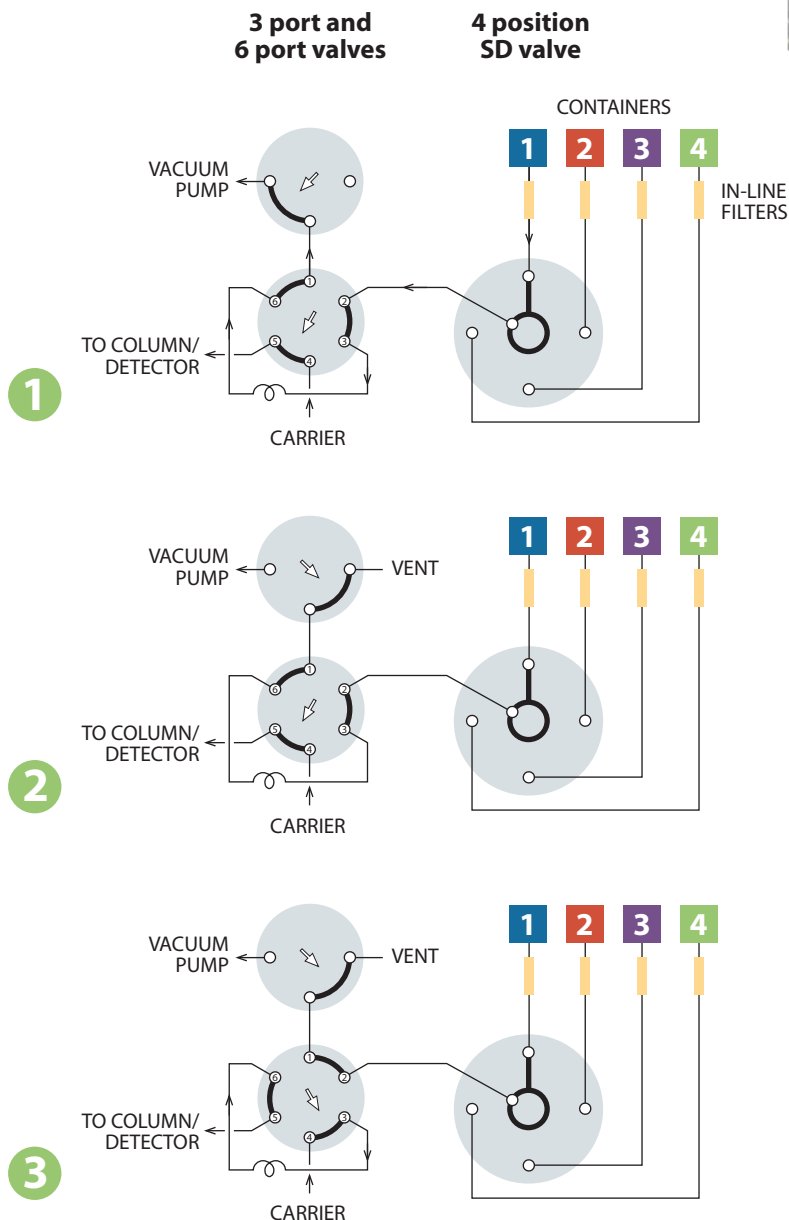 3 port and
6 port valves
4 position
SD valve
CONTAINERS
1 2 3 4
VACUUM
PUMP
IN-LINE
FILTERS
1
6 2
5 3
4
TO COLUMN/
DETECTOR
1
CARRIER
1 2 3 4
VACUUM
PUMP
VENT
1
6 2
5 3
4
TO COLUMN/
DETECTOR
2
CARRIER
1 2 3 4
VACUUM
PUMP
VENT
1
6 2
5 3
4
TO COLUMN/
DETECTOR
3
CARRIER